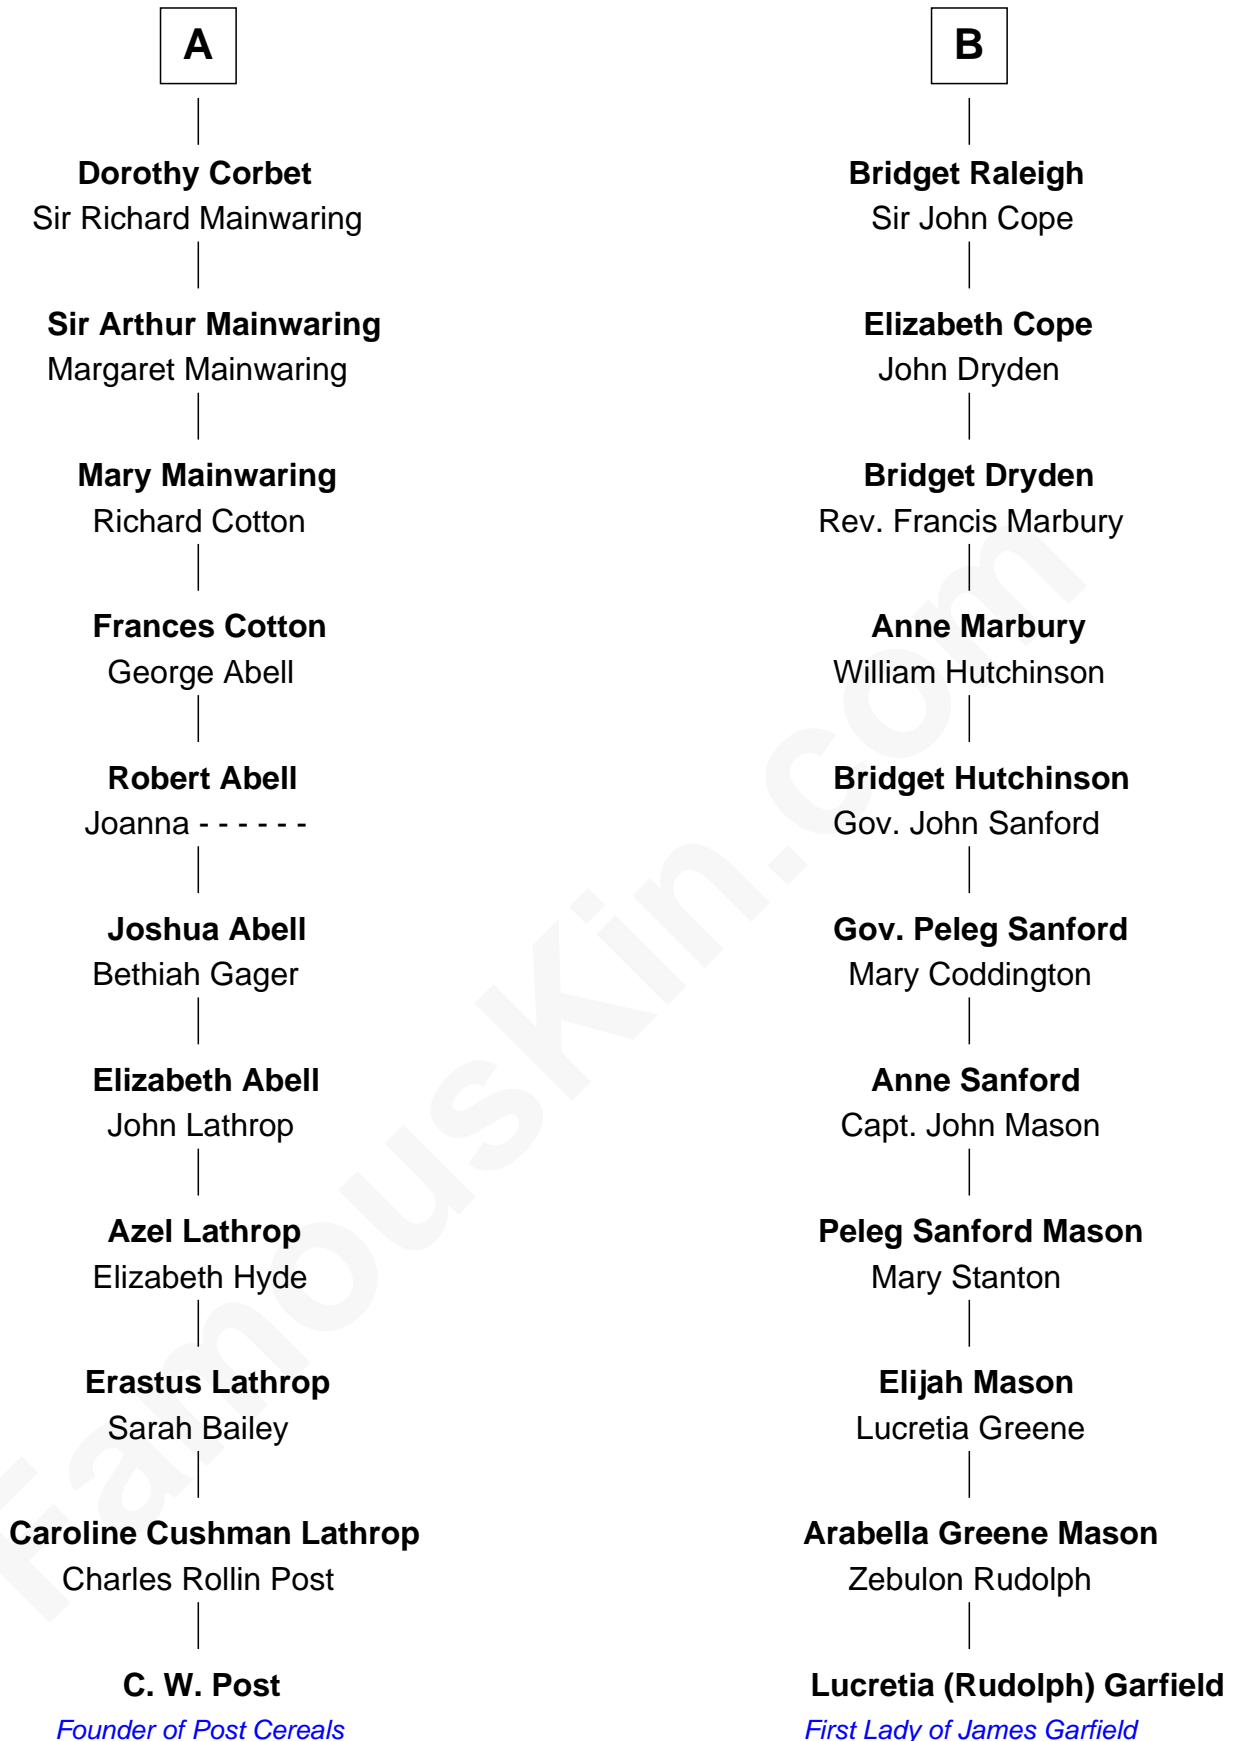 A
Dorothy Corbet
Sir Richard Mainwaring
Sir Arthur Mainwaring
Margaret Mainwaring
Mary Mainwaring
Richard Cotton
Frances Cotton
George Abell
Robert Abell
Joanna - - - - - -
Joshua Abell
Bethiah Gager
Elizabeth Abell
John Lathrop
Azel Lathrop
Elizabeth Hyde
Erastus Lathrop
Sarah Bailey
Caroline Cushman Lathrop
Charles Rollin Post
C. W. Post
Founder of Post Cereals
B
Bridget Raleigh
Sir John Cope
Elizabeth Cope
John Dryden
Bridget Dryden
Rev. Francis Marbury
Anne Marbury
William Hutchinson
Bridget Hutchinson
Gov. John Sanford
Gov. Peleg Sanford
Mary Coddington
Anne Sanford
Capt. John Mason
Peleg Sanford Mason
Mary Stanton
Elijah Mason
Lucretia Greene
Arabella Greene Mason
Zebulon Rudolph
Lucretia (Rudolph) Garfield
First Lady of James Garfield
FamousKin.com